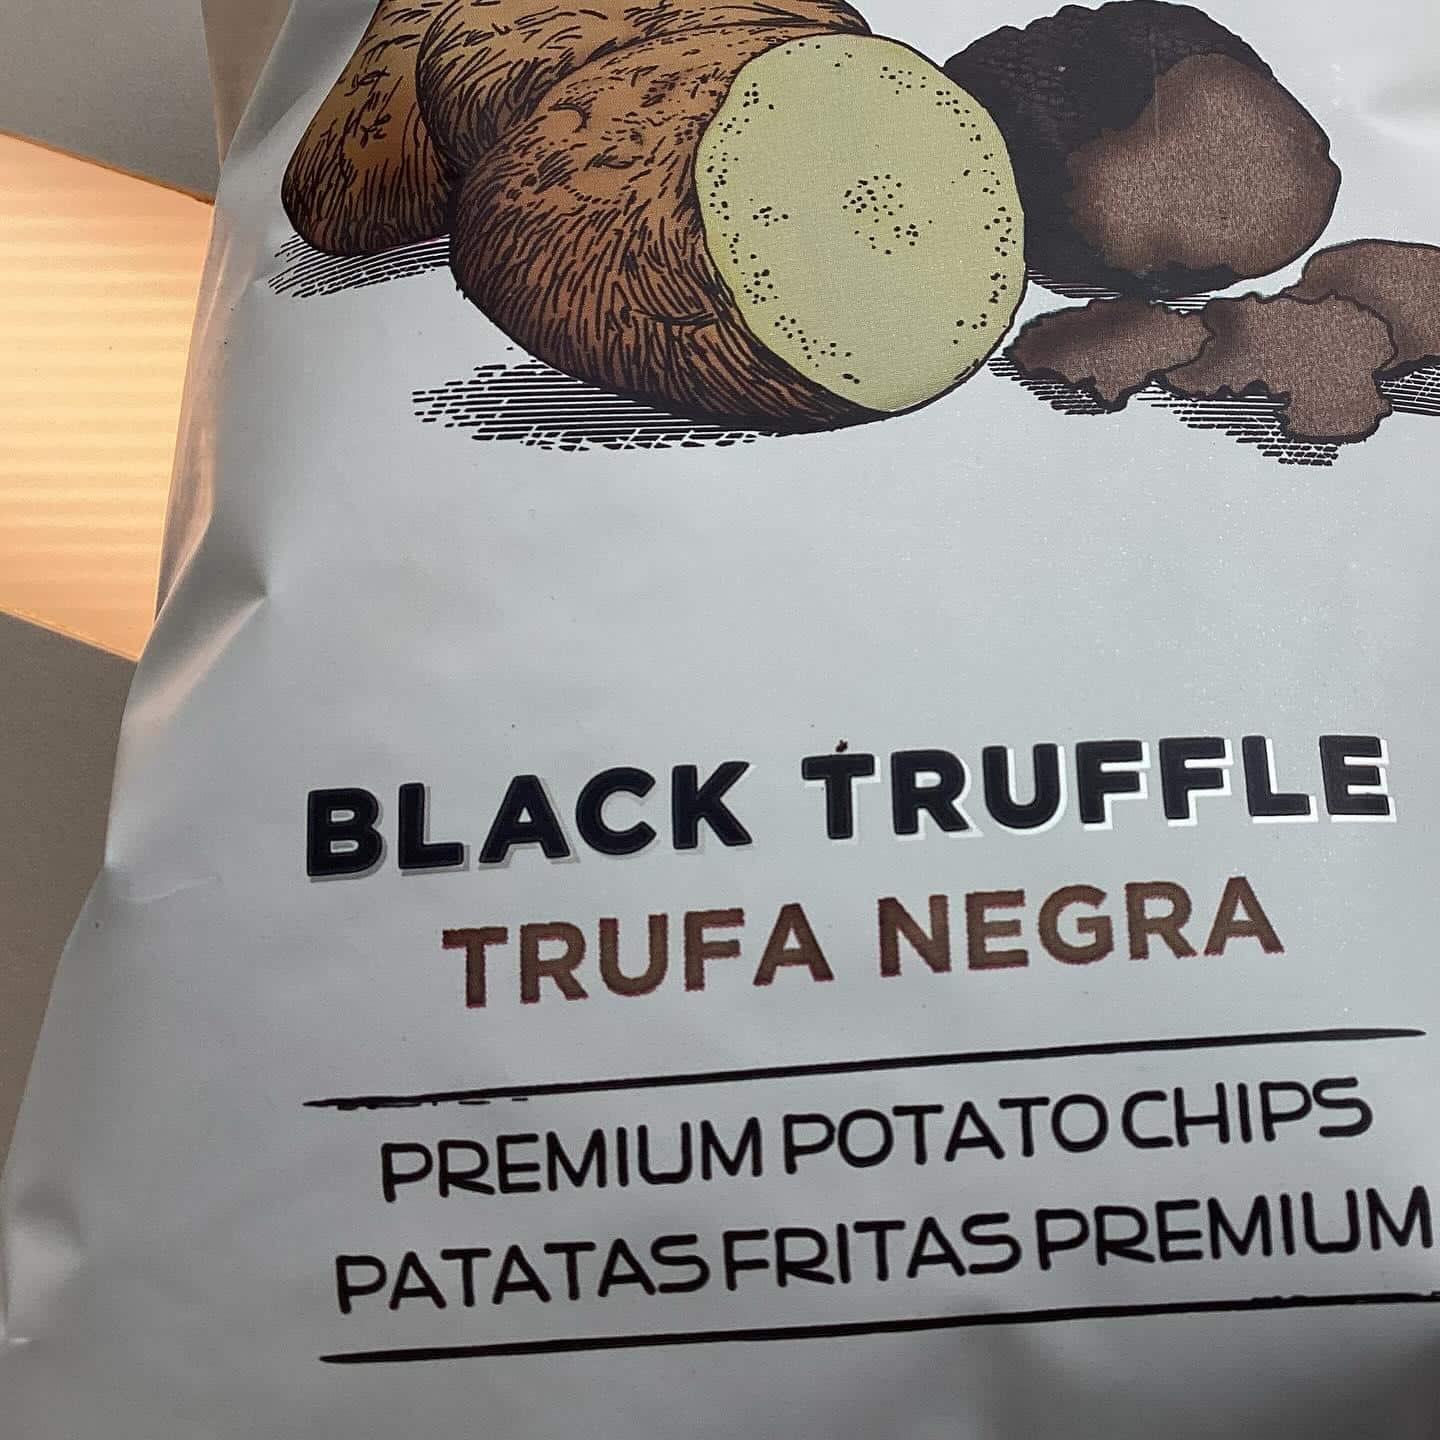 BLACK TRUFFLE
TRUFA NEGRA
PREMIUM POTATO CHIPS
PATATAS FRITAS PREMIUM